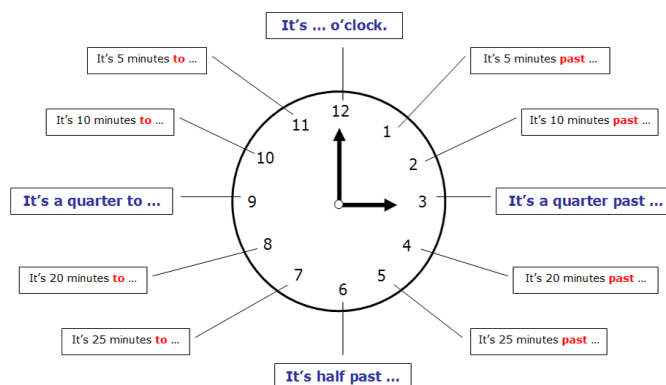 It's ... o'clock.
It's 5 minutes to ...
It's 5 minutes past ...
12
11
1
It's 10 minutes to ...
It's 10 minutes past ...
10
2
It's a quarter to ...
9
3
It's a quarter past ...
8
4
It's 20 minutes to ...
It's 20 minutes past ...
7
5
6
It's 25 minutes to ...
It's 25 minutes past ...
It's half past ...